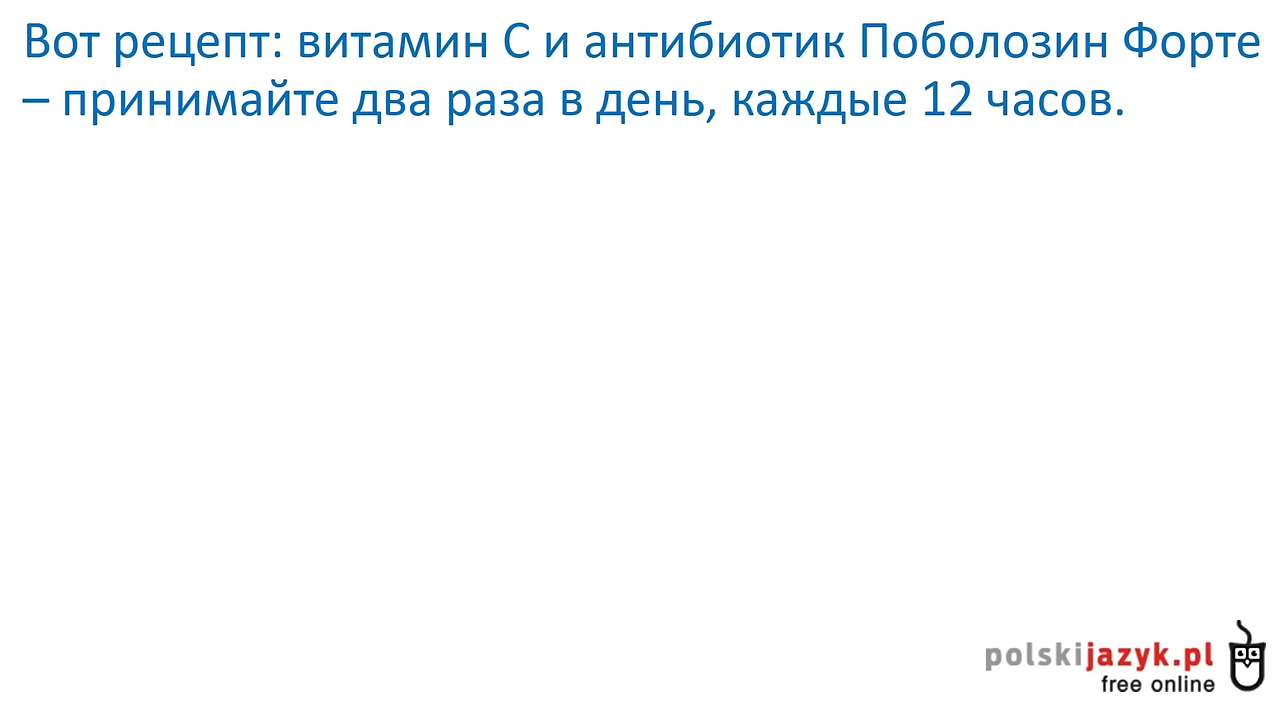 Вот рецепт: витамин С и антибиотик Поболозин Форте
– принимайте два раза в день, каждые 12 часов.
polskijazyk.pl
free online